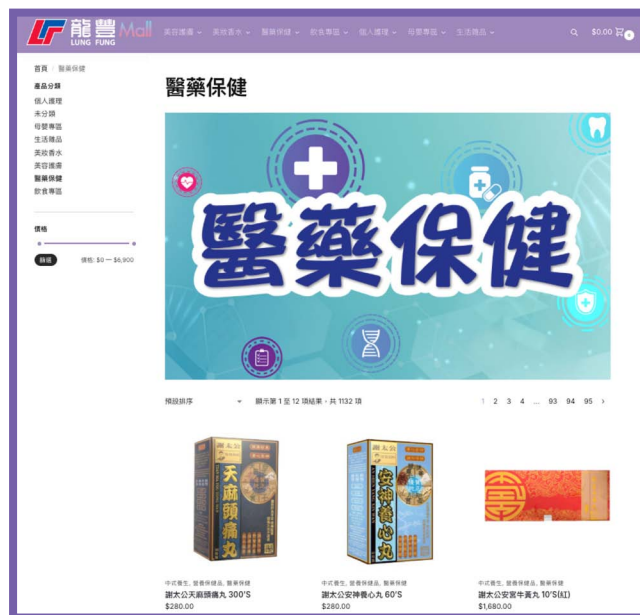 龍豐 Mall
LUNG FUNG
美容護膚
美妝香水
醫藥保健
飲食專區
個人護理
母嬰專區
生活雜品
$0.00
0
首頁 / 醫藥保健
產品分類
個人護理
未分類
母嬰專區
生活雜品
美妝香水
美容護膚
醫藥保健
飲食專區
價格
篩選
價格: $0 — $6,900
醫藥保健
醫藥保健
預設排序
顯示第 1 至 12 項結果，共 1132 項
1 2 3 4 … 93 94 95 ›
天麻頭痛丸
安神養心丸
中式養生, 營養保健品, 醫藥保健
謝太公天麻頭痛丸 300'S
$280.00
中式養生, 營養保健品, 醫藥保健
謝太公安神養心丸 60'S
$280.00
中式養生, 營養保健品, 醫藥保健
謝太公安宮牛黃丸 10'S(紅)
$1,680.00